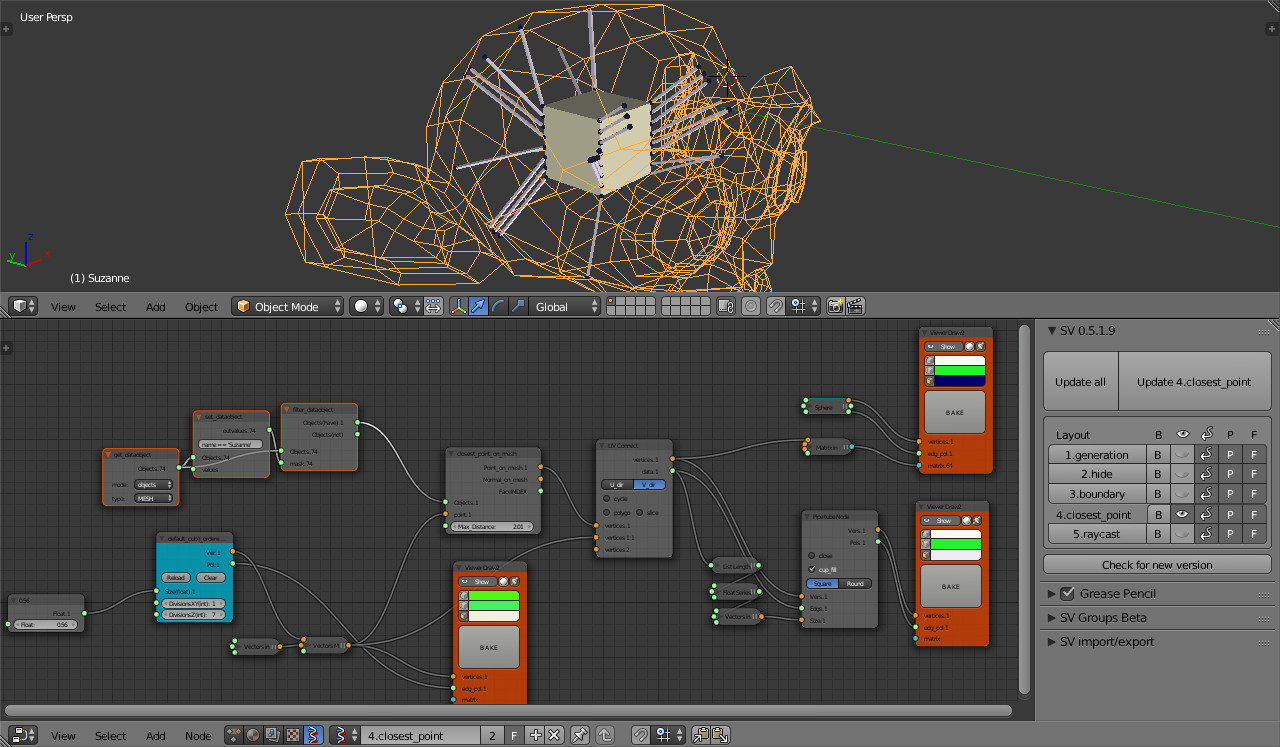 User Persp
z
y
x
(1) Suzanne
View Select Add Object Object Mode Global
SV 0.5.1.9
Update all
Update 4.closest_point
Layout B P F
1.generation B P F
2.hide B P F
3.boundary B P F
4.closest_point B P F
5.raycast B P F
Check for new version
Grease Pencil
SV Groups Beta
SV import/export
get_dataobject
Objects.74
mode: objects
type: MESH
outvalues.74
name=='Suzanne'
Objects.74
values
filter_dataobject
Objects(have).1
Objects(not)
Objects.74
mask.74
0.56
Float.1
Float: 0.56
Ver.1
Pol.1
Reload Clear
Size(float).1
DivisionsXY(int): 1
DivisionsZ(int): 7
Vectors in
Vectors M
closest_point_on_mesh
Point_on_mesh.1
Normal_on_mesh
FaceINDEX
Objects.1
point.1
Max_Distance: 2.01
Viewer Draw2
Show
BAKE
vertices.1
edg_pol.1
matrix
UV Connect
vertices.1
data.1
U_dir V_dir
cycle
polygo slice
vertices.1
vertices.1.1
vertices.2
List Length
Float Series
Vectors in
Sphere
Matrix in
Pipe tube Node
Vers.1
Pols.1
close
cup_fill
Square Round
Vers.1
Edgs.1
Size.1
Viewer Draw2
Show
BAKE
vertices.1
edg_pol.1
matrix.64
Viewer Draw2
Show
BAKE
vertices.1
edg_pol.1
matrix
View Select Add Node 4.closest_point 2 F